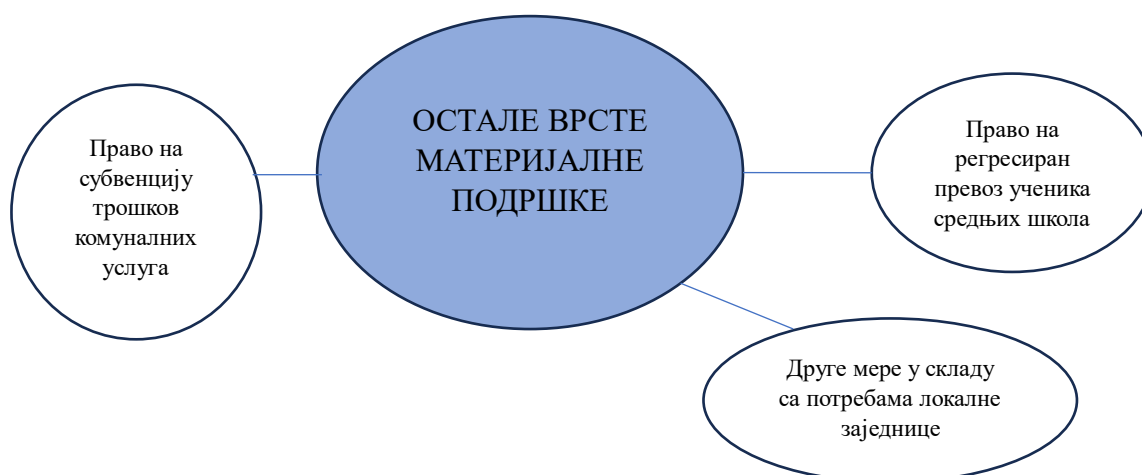 ОСТАЛЕ ВРСТЕ
МАТЕРИЈАЛНЕ
ПОДРШКЕ
Право на
субвенцију
трошков
комуналних
услуга
Право на
регресиран
превоз ученика
средњих школа
Друге мере у складу
са потребама локалне
заједнице